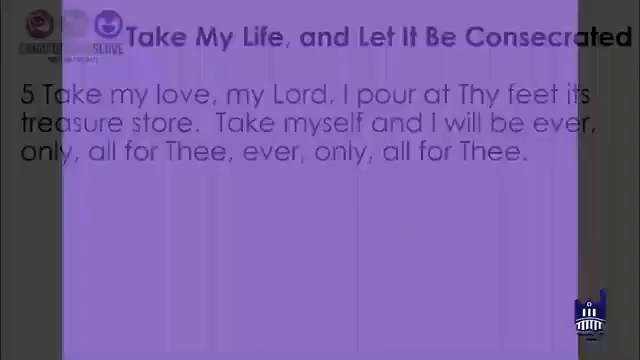 Take My Life, and Let It Be Consecrated
5 Take my love, my Lord, I pour at Thy feet its
treasure store.  Take myself and I will be ever,
only, all for Thee, ever, only, all for Thee.